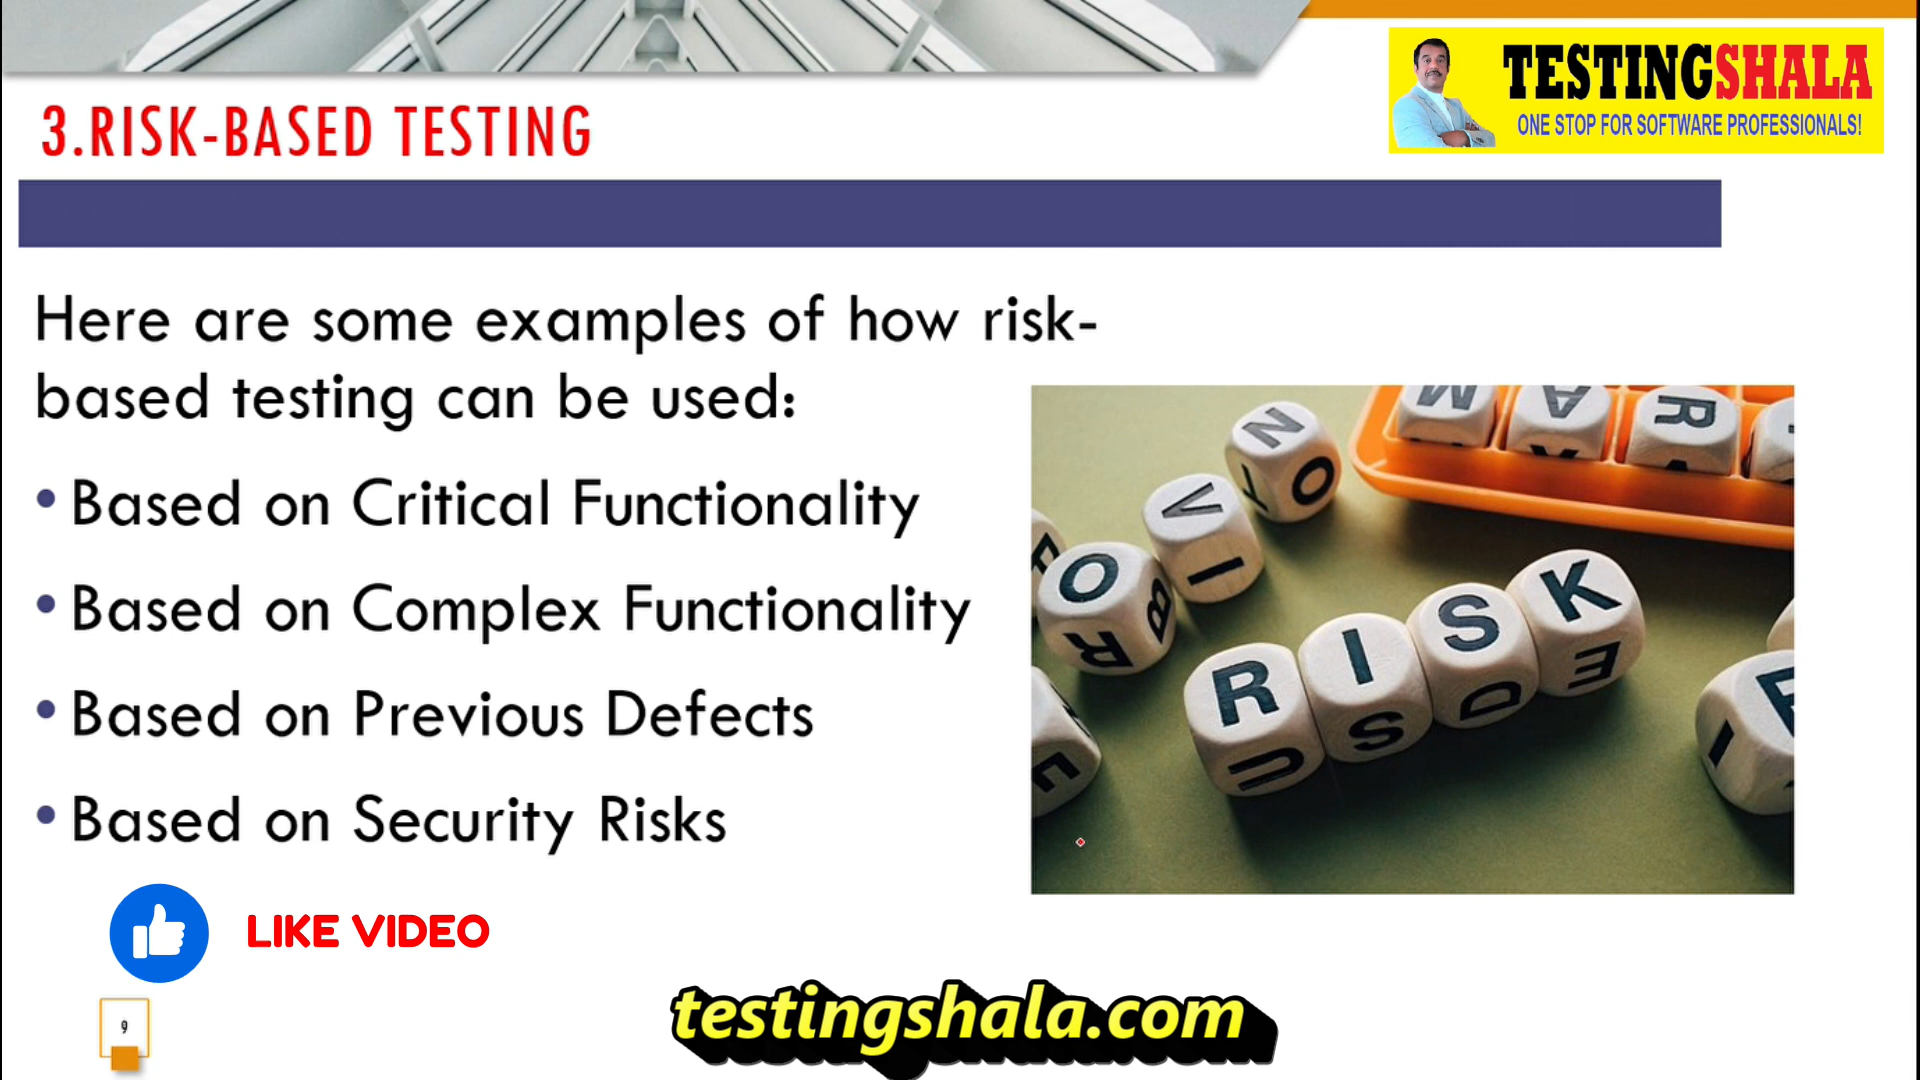 TESTINGSHALA
ONE STOP FOR SOFTWARE PROFESSIONALS!
3.RISK-BASED TESTING
Here are some examples of how risk-
based testing can be used:
• Based on Critical Functionality
• Based on Complex Functionality
• Based on Previous Defects
• Based on Security Risks
N
O
V
I
O
R
B
M
A
R
R I S K
U S D E
LIKE VIDEO
9
testingshala.com